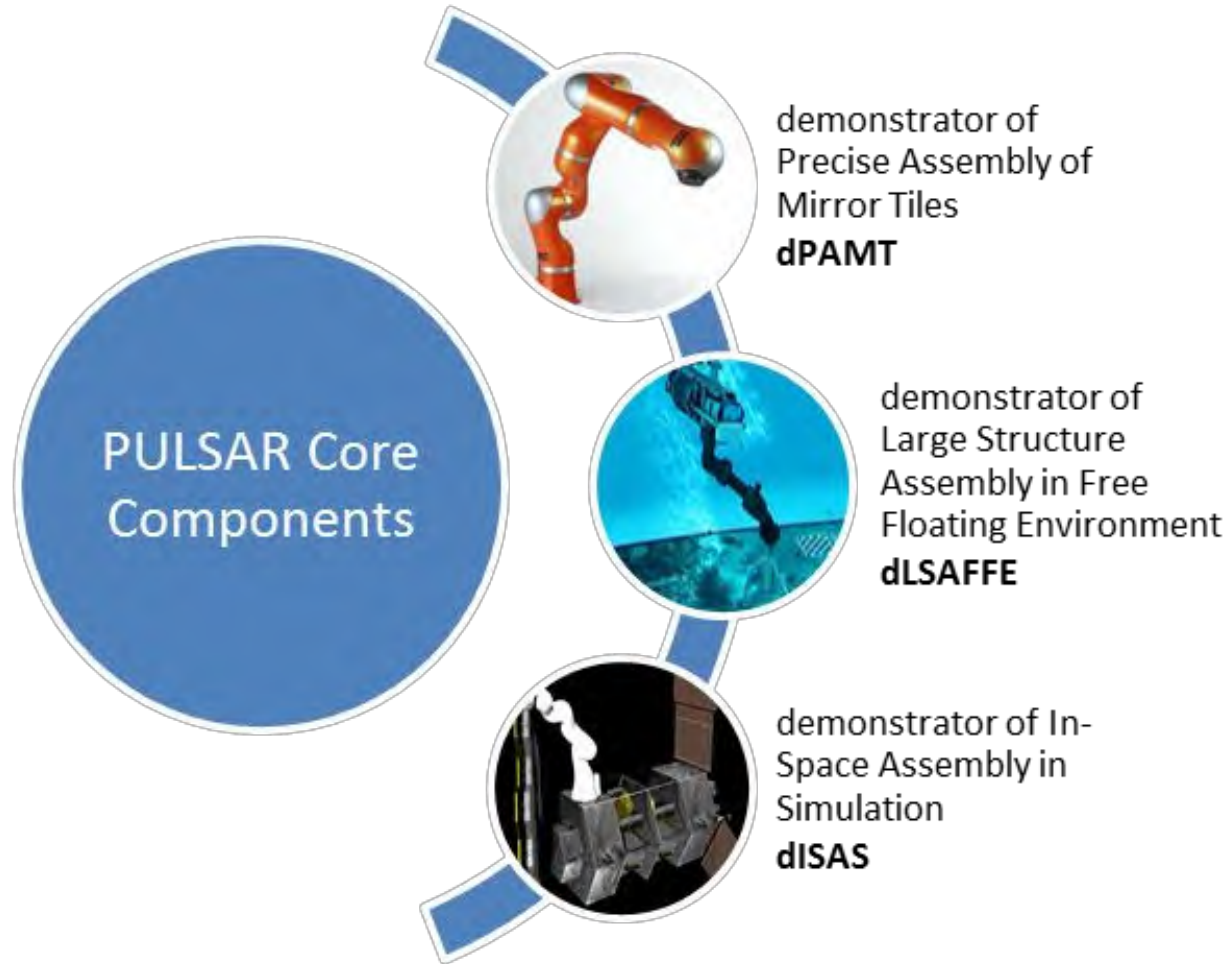 PULSAR Core
Components
demonstrator of
Precise Assembly of
Mirror Tiles
dPAMT
demonstrator of
Large Structure
Assembly in Free
Floating Environment
dLSAFFE
demonstrator of In-
Space Assembly in
Simulation
dISAS